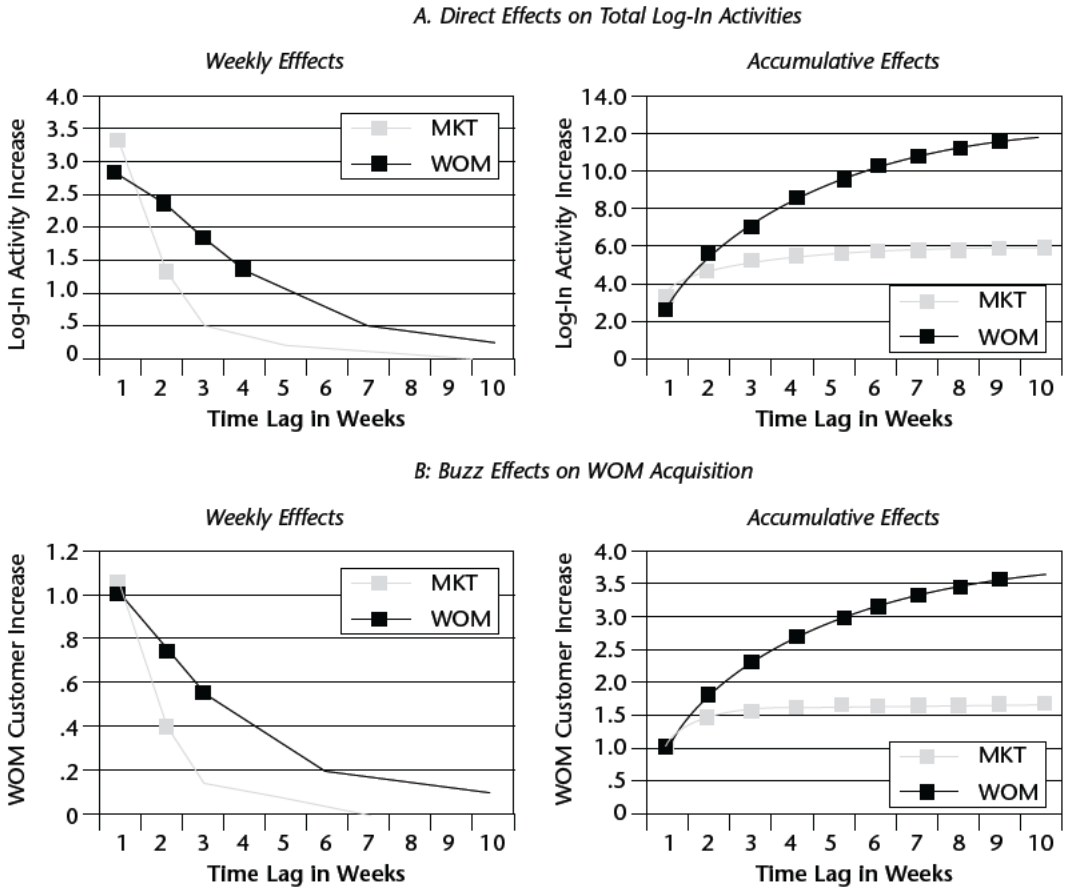 A. Direct Effects on Total Log-In Activities
Weekly Efffects
Log-In Activity Increase
4.0
3.5
3.0
2.5
2.0
1.5
1.0
.5
0
MKT
WOM
1 2 3 4 5 6 7 8 9 10
Time Lag in Weeks
Accumulative Effects
Log-In Activity Increase
14.0
12.0
10.0
8.0
6.0
4.0
2.0
0
MKT
WOM
1 2 3 4 5 6 7 8 9 10
Time Lag in Weeks
B: Buzz Effects on WOM Acquisition
Weekly Efffects
WOM Customer Increase
1.2
1.0
.8
.6
.4
.2
0
MKT
WOM
1 2 3 4 5 6 7 8 9 10
Time Lag in Weeks
Accumulative Effects
WOM Customer Increase
4.0
3.5
3.0
2.5
2.0
1.5
1.0
.5
0
MKT
WOM
1 2 3 4 5 6 7 8 9 10
Time Lag in Weeks